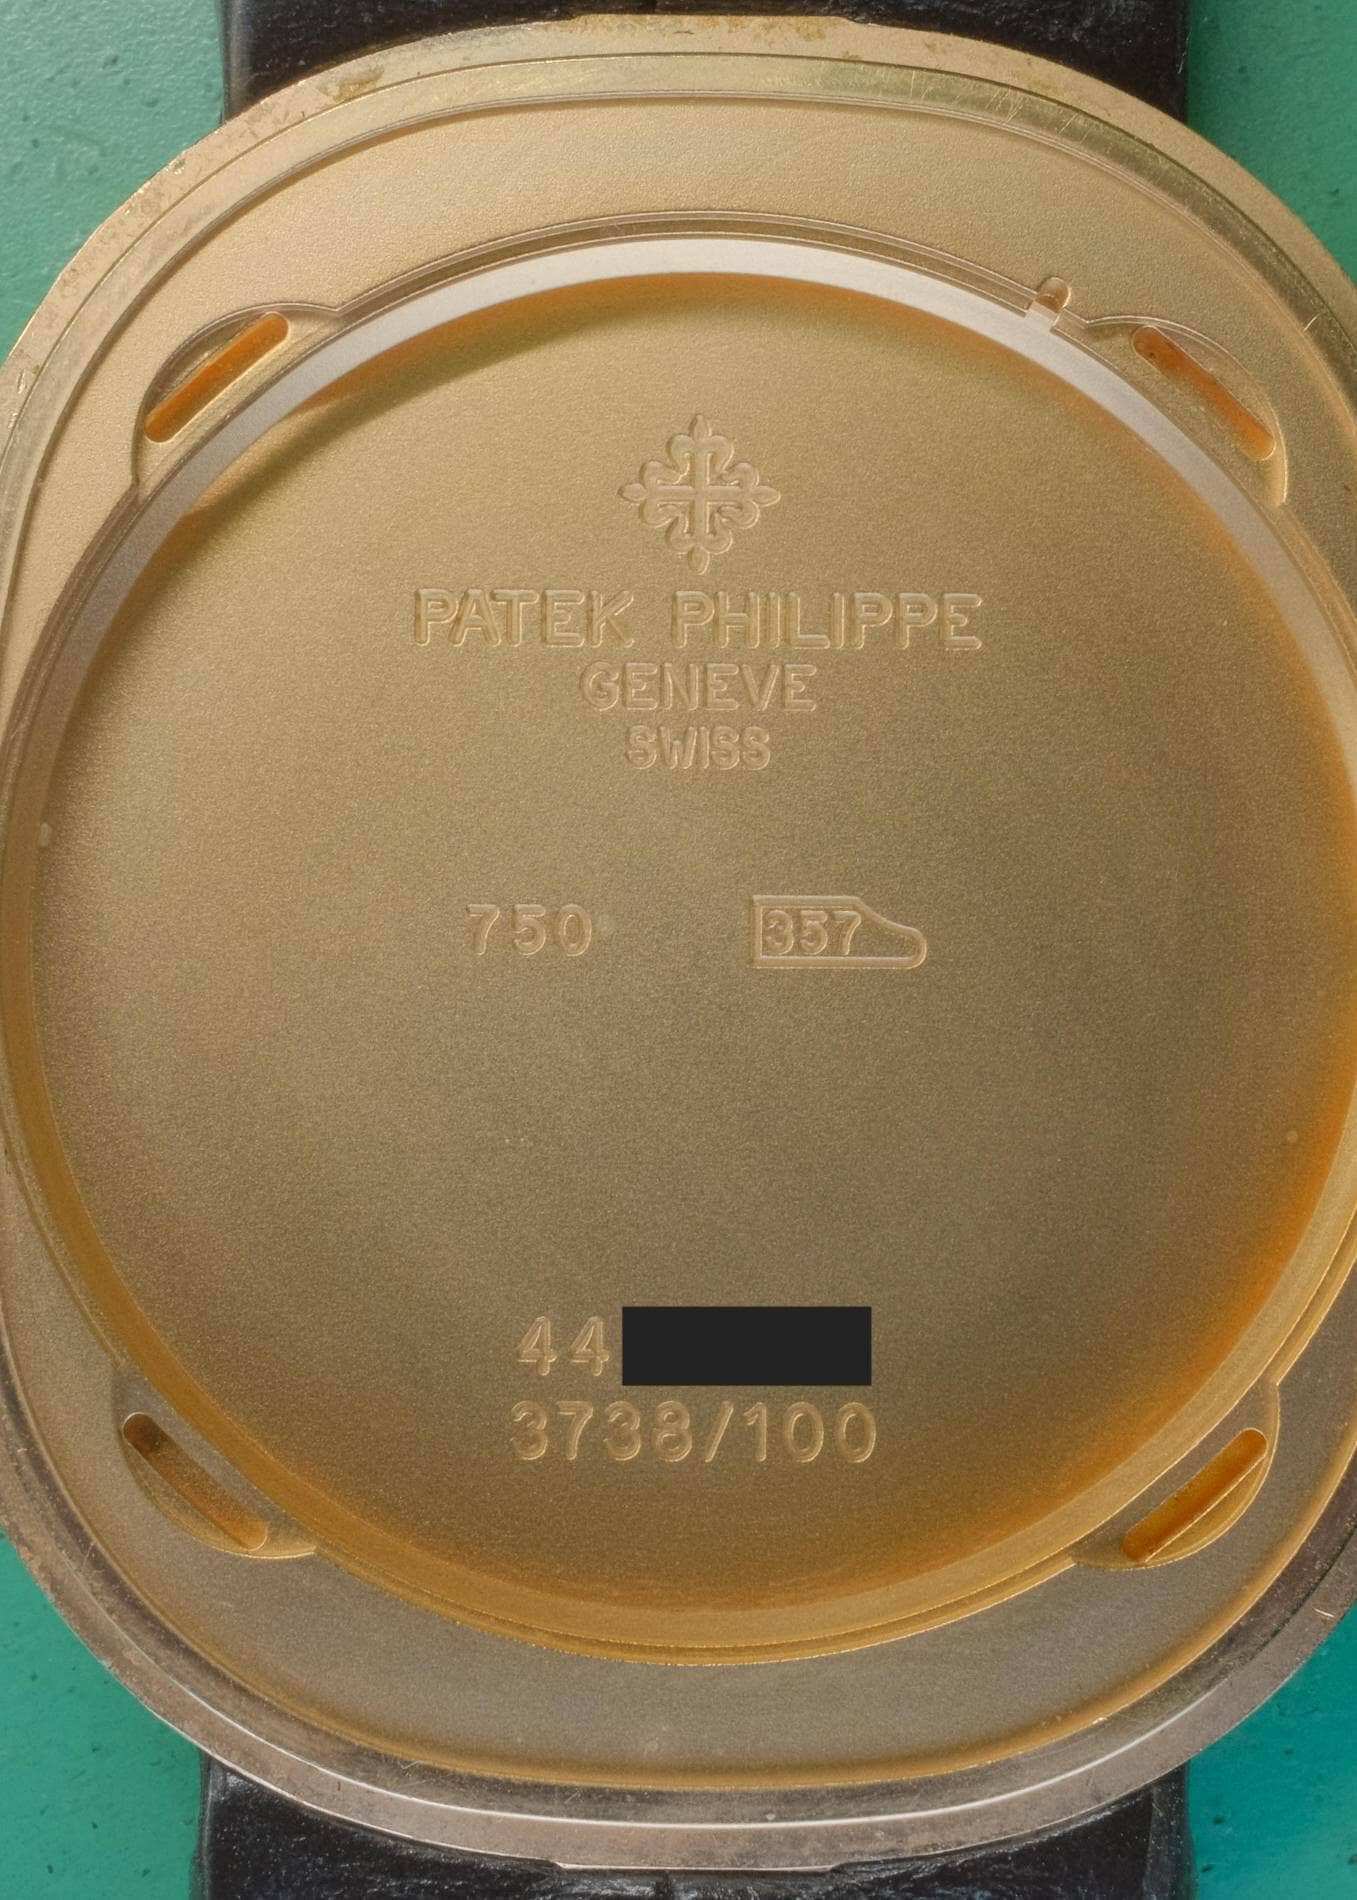 PATEK PHILIPPE
GENEVE
SWISS
750 357
44
3738/100